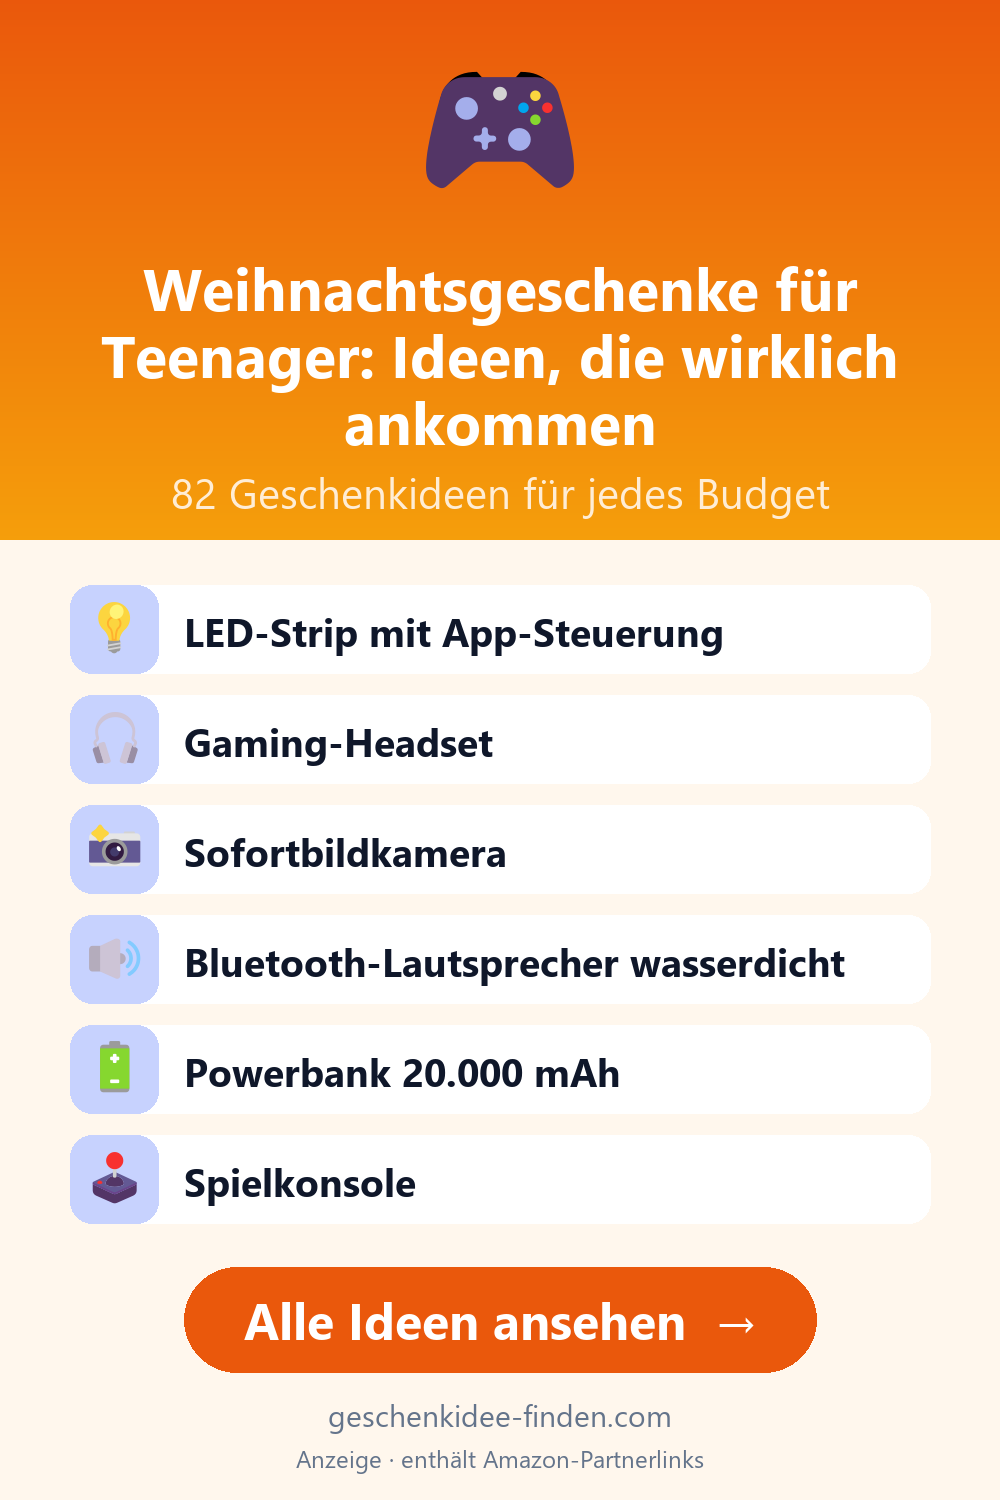 Weihnachtsgeschenke für
Teenager: Ideen, die wirklich
ankommen
82 Geschenkideen für jedes Budget
LED-Strip mit App-Steuerung
Gaming-Headset
Sofortbildkamera
Bluetooth-Lautsprecher wasserdicht
Powerbank 20.000 mAh
Spielkonsole
Alle Ideen ansehen →
geschenkidee-finden.com
Anzeige · enthält Amazon-Partnerlinks